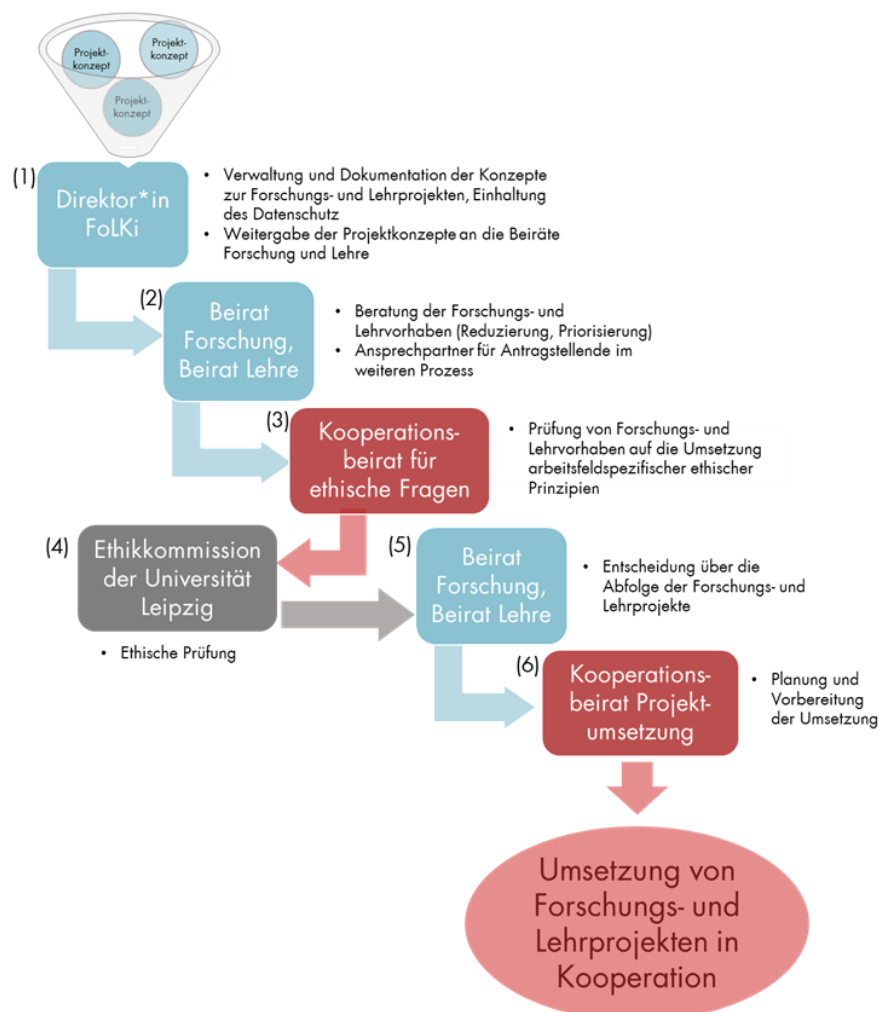 Projekt-
konzept
Projekt-
konzept
Projekt-
konzept
(1)
Direktor*in
FoLKi
• Verwaltung und Dokumentation der Konzepte
zur Forschungs- und Lehrprojekten, Einhaltung
des Datenschutz
• Weitergabe der Projektkonzepte an die Beiräte
Forschung und Lehre
(2)
Beirat
Forschung,
Beirat Lehre
• Beratung der Forschungs- und
Lehrvorhaben (Reduzierung, Priorisierung)
• Ansprechpartner für Antragstellende im
weiteren Prozess
(3)
Kooperations-
beirat für
ethische Fragen
• Prüfung von Forschungs- und
Lehrvorhaben auf die Umsetzung
arbeitsfeldspezifischer ethischer
Prinzipien
(4)
Ethikkommission
der Universität
Leipzig
• Ethische Prüfung
(5)
Beirat
Forschung,
Beirat Lehre
• Entscheidung über die
Abfolge der Forschungs- und
Lehrprojekte
(6)
Kooperations-
beirat Projekt-
umsetzung
• Planung und
Vorbereitung
der Umsetzung
Umsetzung von
Forschungs- und
Lehrprojekten in
Kooperation